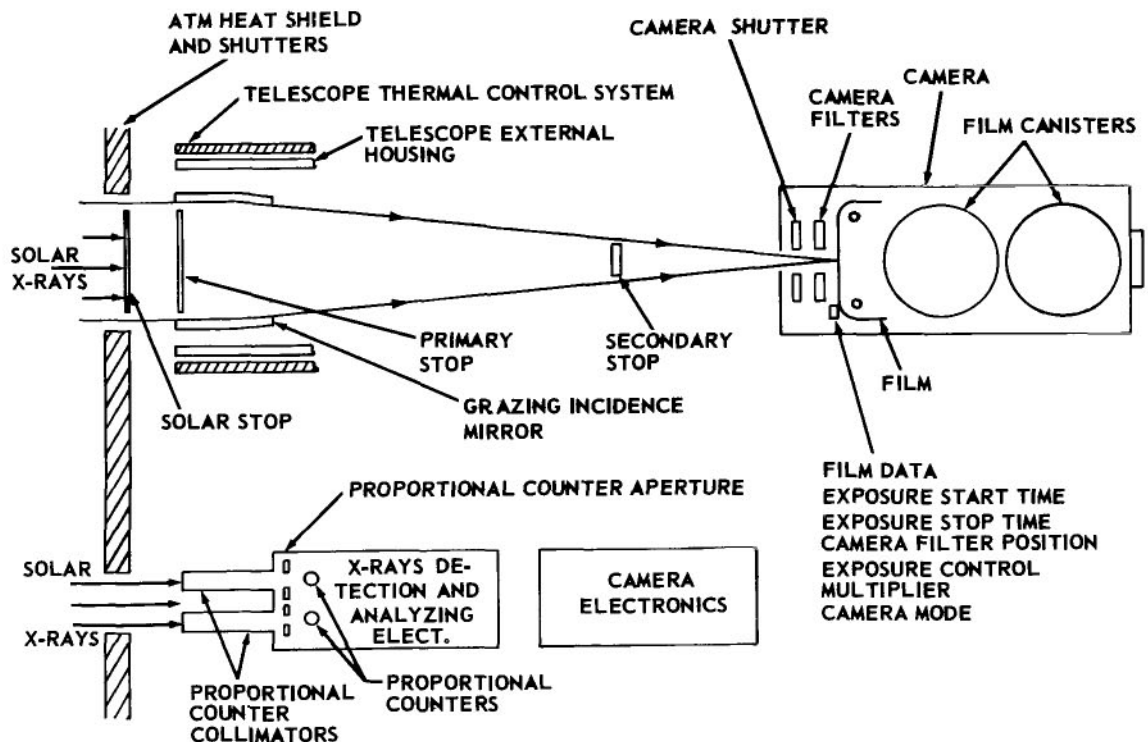 ATM HEAT SHIELD
AND SHUTTERS
TELESCOPE THERMAL CONTROL SYSTEM
TELESCOPE EXTERNAL
HOUSING
CAMERA SHUTTER
CAMERA
FILTERS
CAMERA
FILM CANISTERS
SOLAR
X-RAYS
PRIMARY
STOP
SECONDARY
STOP
FILM
SOLAR STOP
GRAZING INCIDENCE
MIRROR
FILM DATA
EXPOSURE START TIME
EXPOSURE STOP TIME
CAMERA FILTER POSITION
EXPOSURE CONTROL
MULTIPLIER
CAMERA MODE
PROPORTIONAL COUNTER APERTURE
SOLAR
X-RAYS
X-RAYS DE-
TECTION AND
ANALYZING
ELECT.
CAMERA
ELECTRONICS
PROPORTIONAL
COUNTER
COLLIMATORS
PROPORTIONAL
COUNTERS